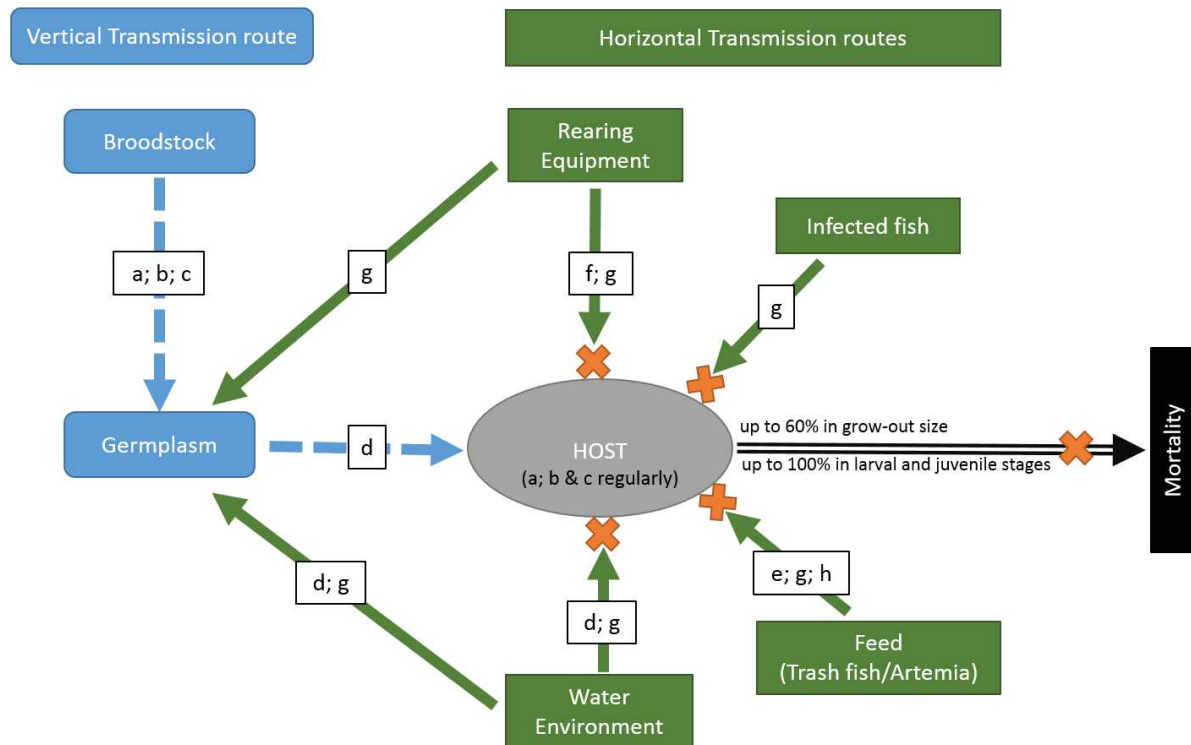 Vertical Transmission route
Horizontal Transmission routes
Broodstock
Rearing
Equipment
Infected fish
a; b; c
g
f; g
g
Germplasm
d
HOST
(a; b & c regularly)
up to 60% in grow-out size
up to 100% in larval and juvenile stages
Mortality
d; g
d; g
e; g; h
Water
Environment
Feed
(Trash fish/Artemia)